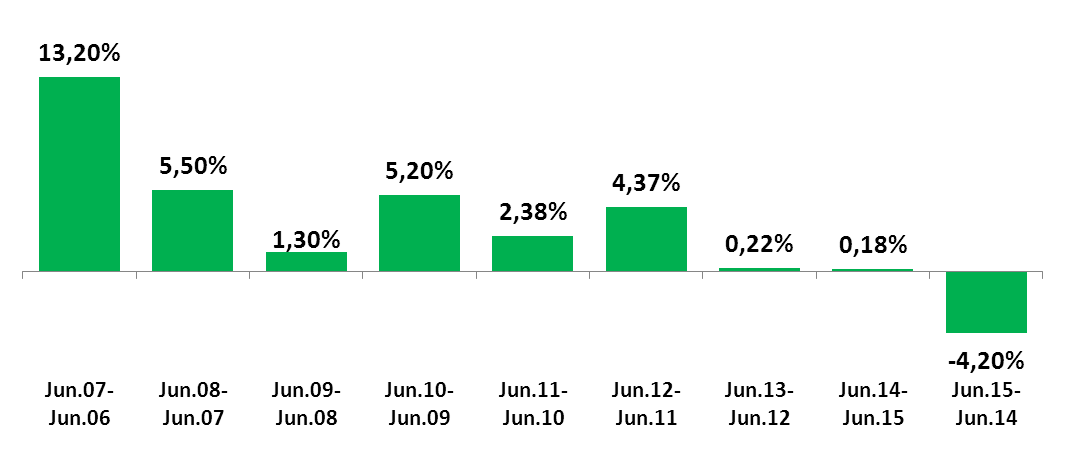 13,20%
5,50%
1,30%
5,20%
2,38%
4,37%
0,22%
0,18%
-4,20%
Jun.07-
Jun.06
Jun.08-
Jun.07
Jun.09-
Jun.08
Jun.10-
Jun.09
Jun.11-
Jun.10
Jun.12-
Jun.11
Jun.13-
Jun.12
Jun.14-
Jun.15
Jun.15-
Jun.14